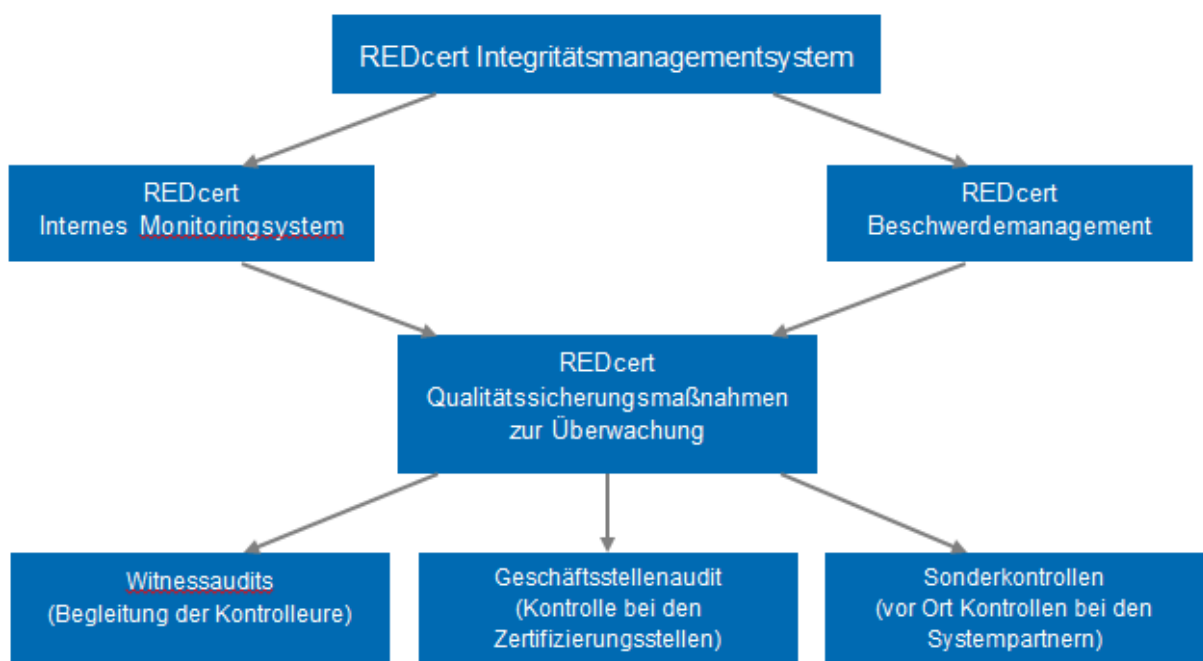 REDcert Integritätsmanagementsystem
REDcert
Internes Monitoringsystem
REDcert
Beschwerdemanagement
REDcert
Qualitätssicherungsmaßnahmen
zur Überwachung
Witnessaudits
(Begleitung der Kontrolleure)
Geschäftsstellenaudit
(Kontrolle bei den
Zertifizierungsstellen)
Sonderkontrollen
(vor Ort Kontrollen bei den
Systempartnern)